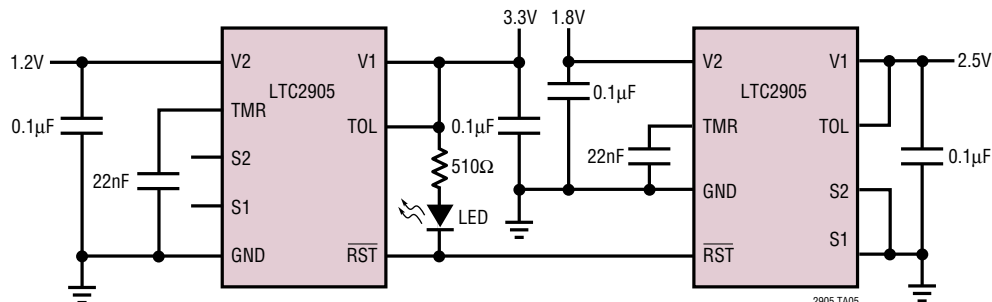 3.3V 1.8V
1.2V
V2
V1
LTC2905
TMR
TOL
S2
S1
GND
RST
0.1μF
22nF
0.1μF
510Ω
LED
0.1μF
22nF
V2
V1
LTC2905
TMR
TOL
GND
S2
S1
RST
2.5V
0.1μF
2905 TA05